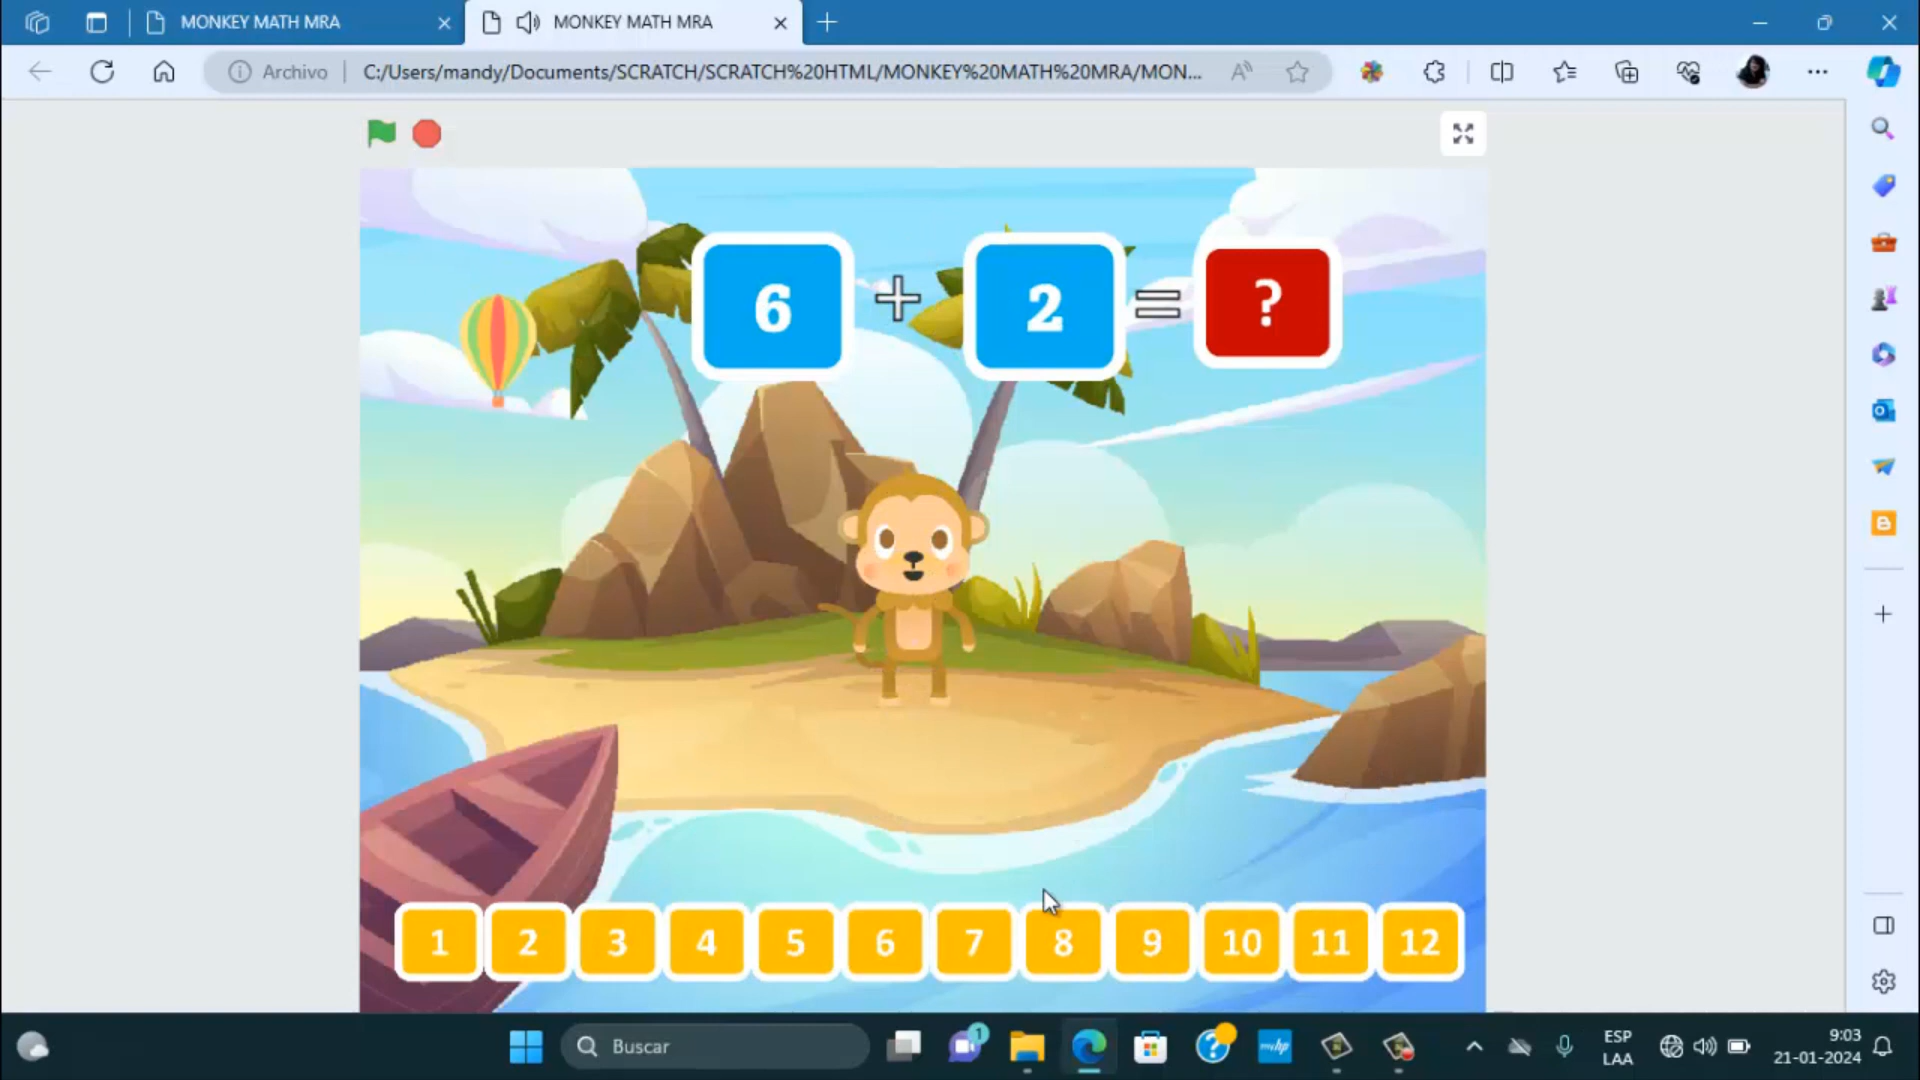 MONKEY MATH MRA
MONKEY MATH MRA
Archivo
C:/Users/mandy/Documents/SCRATCH/SCRATCH%20HTML/MONKEY%20MATH%20MRA/MON...
6 + 2 = ?
1 2 3 4 5 6 7 8 9 10 11 12
Buscar
1
ESP
LAA
9:03
21-01-2024